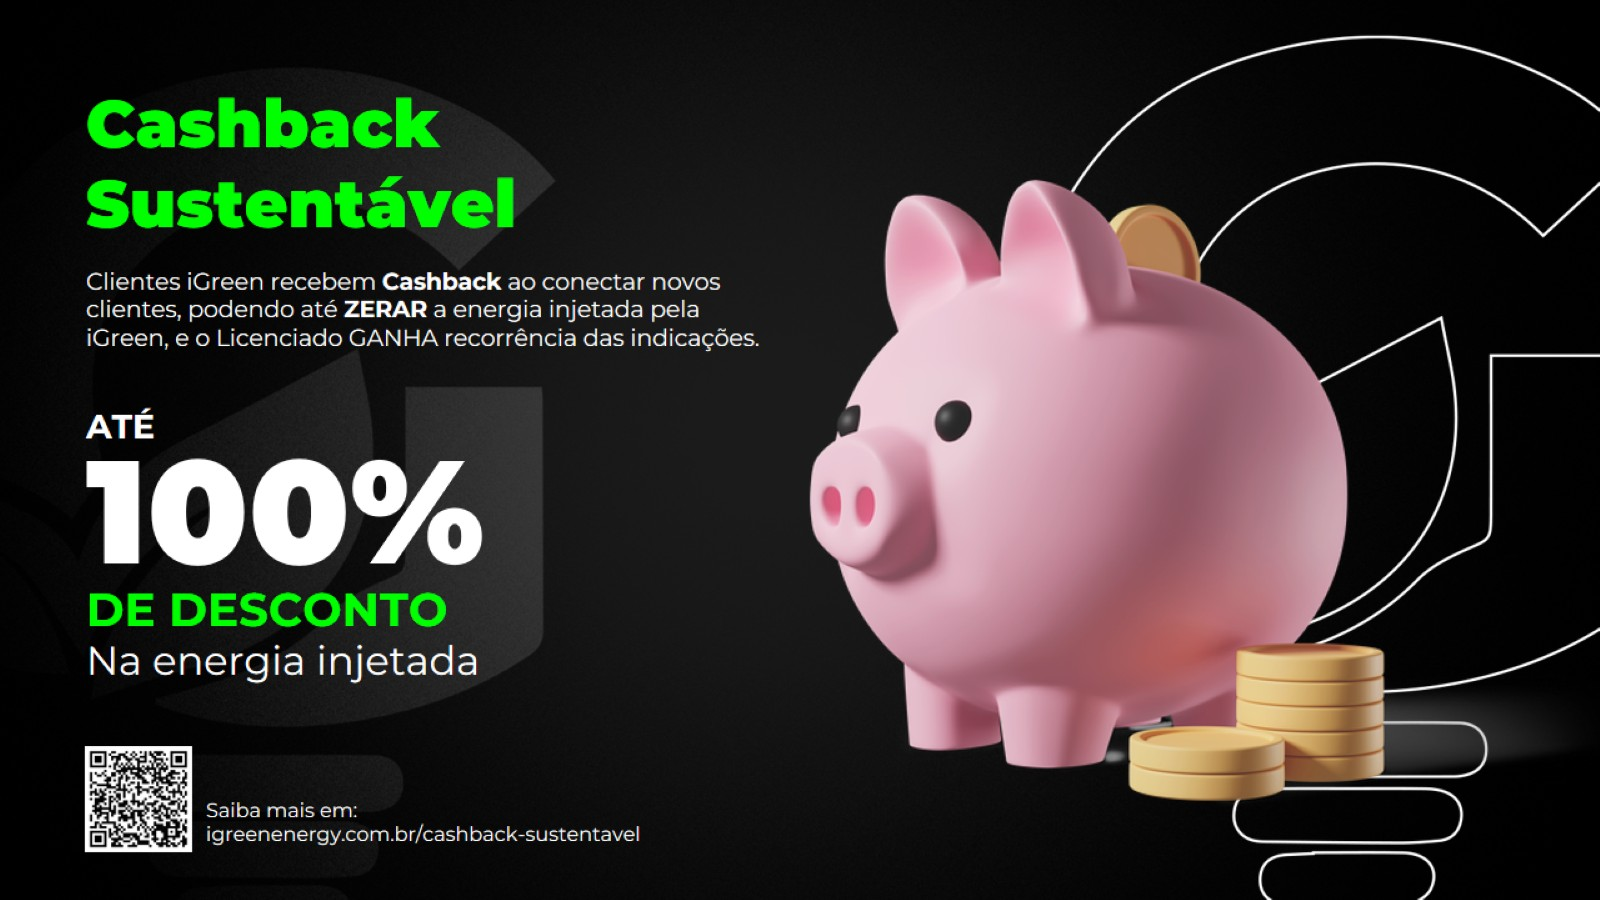 Cashback
Sustentável
Clientes iGreen recebem Cashback ao conectar novos
clientes, podendo até ZERAR a energia injetada pela
iGreen, e o Licenciado GANHA recorrência das indicações.
ATÉ
100%
DE DESCONTO
Na energia injetada
Saiba mais em:
igreenenergy.com.br/cashback-sustentavel